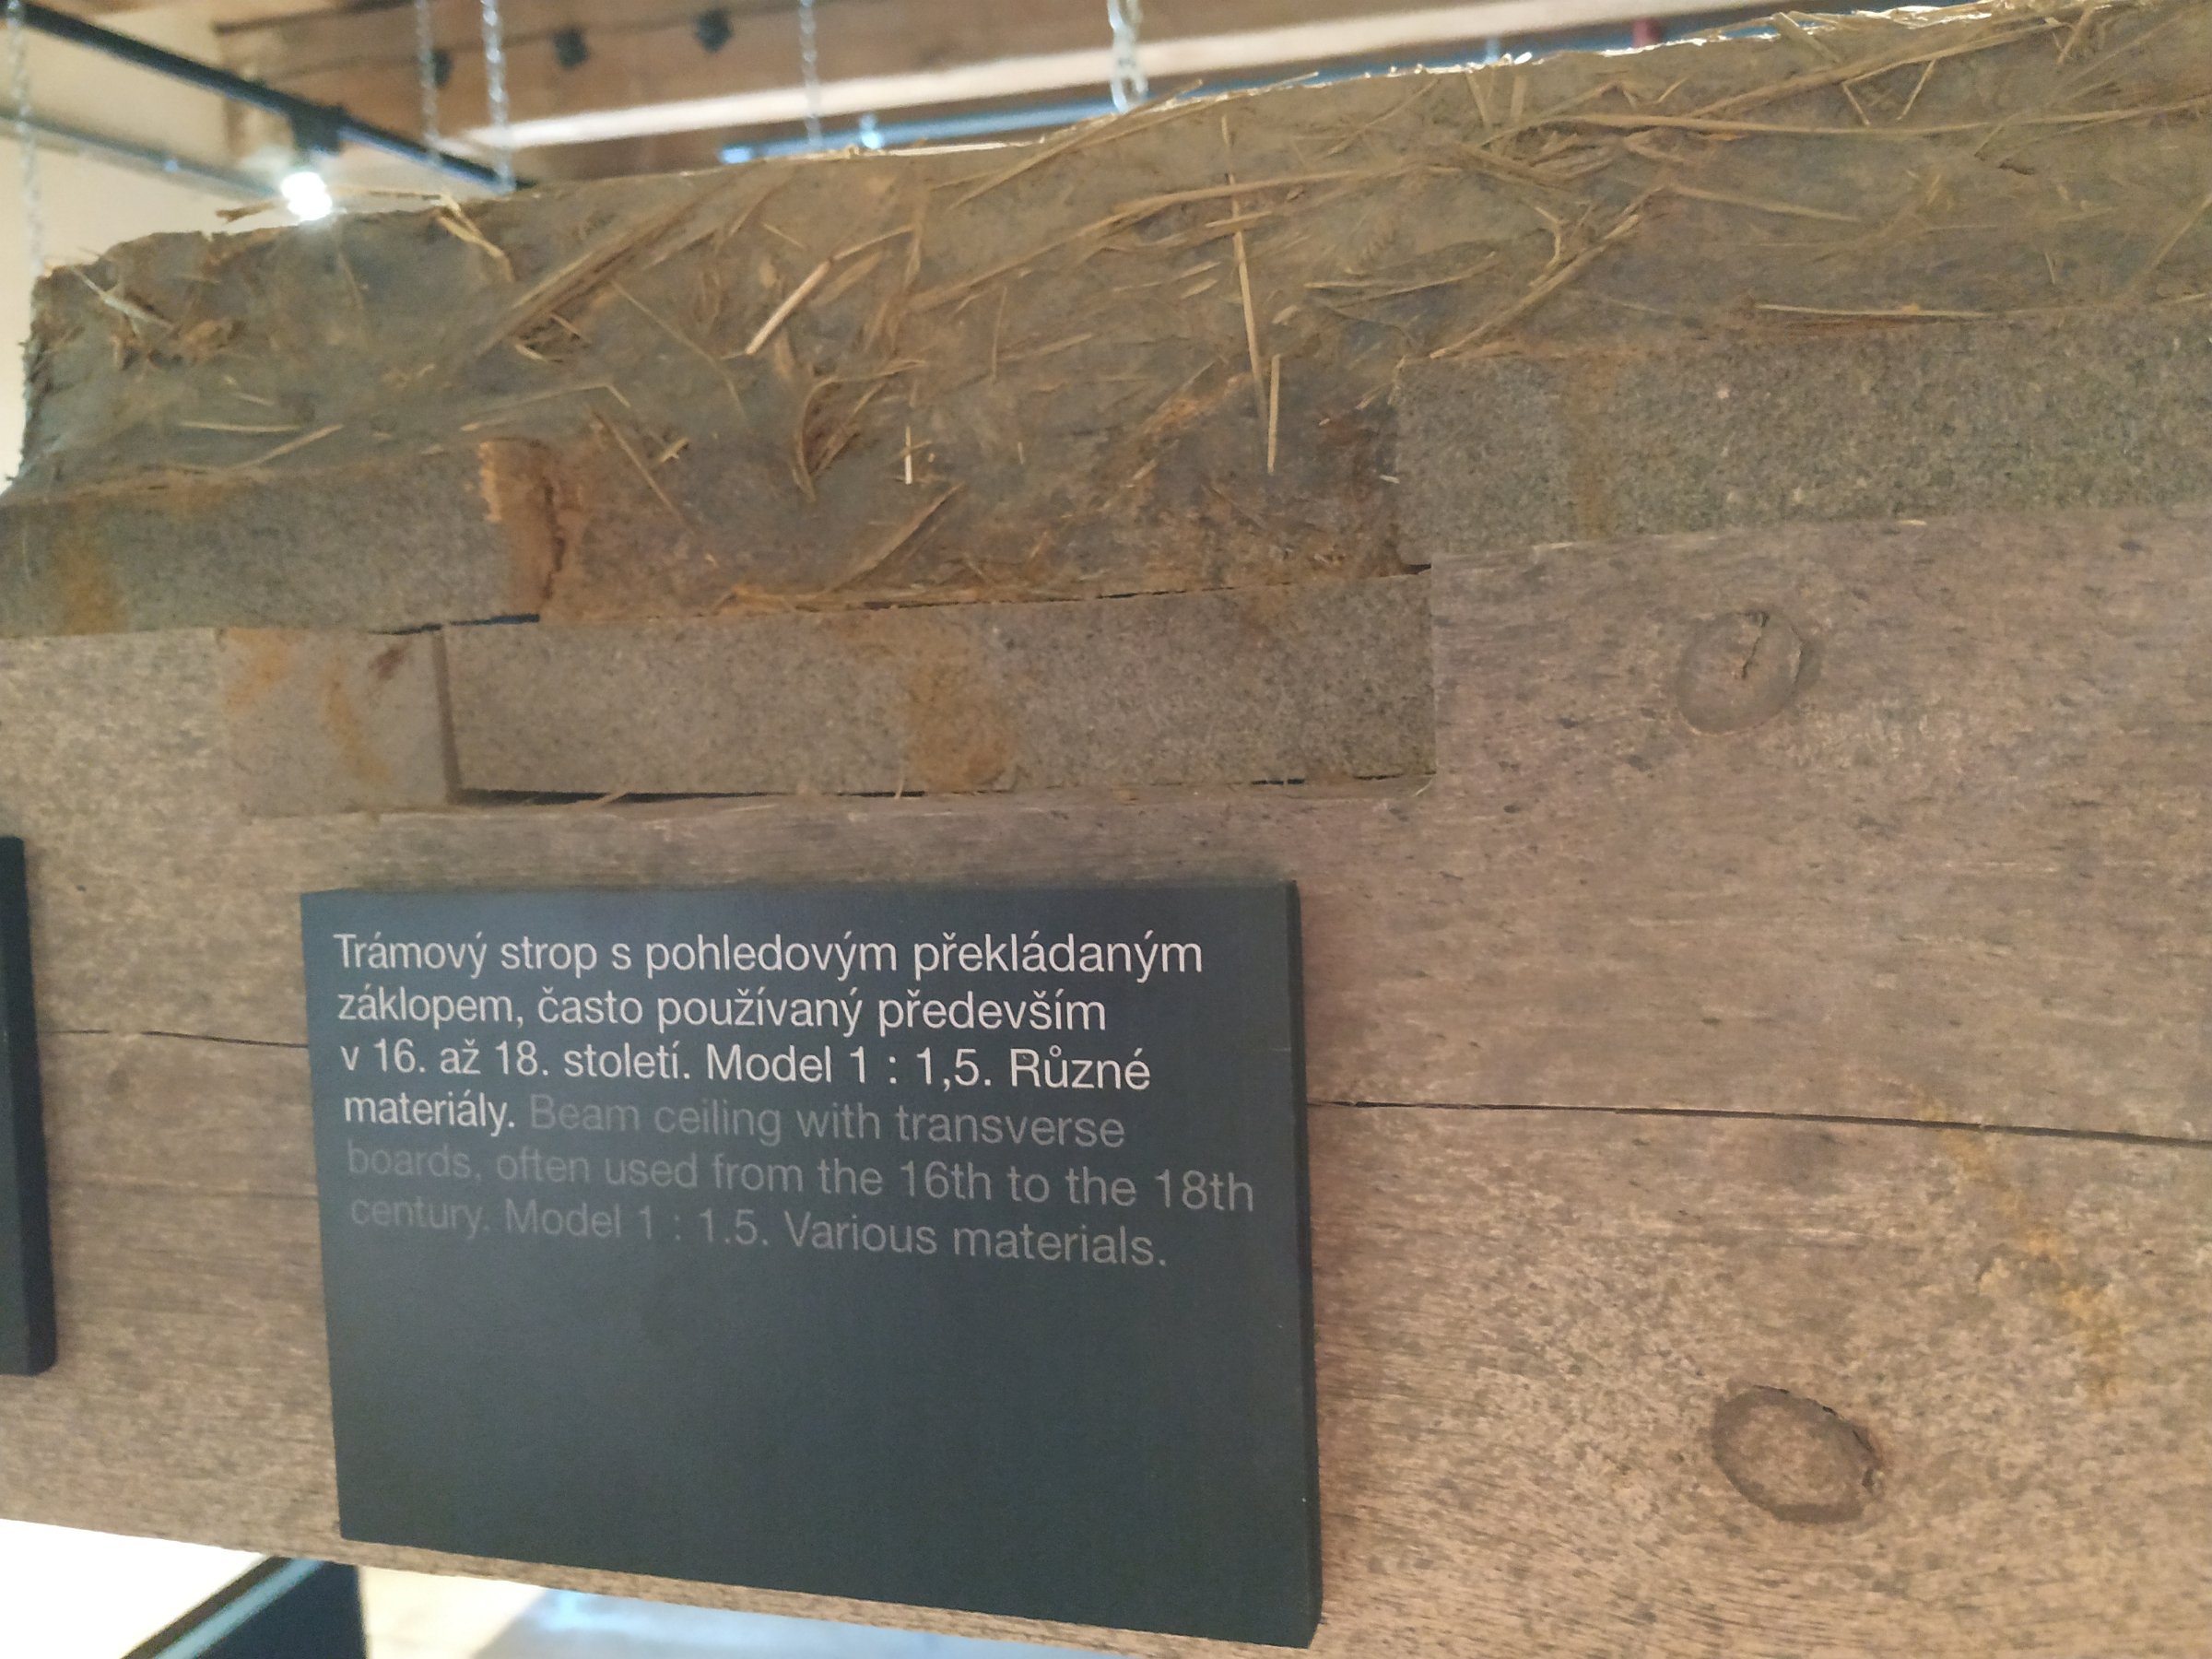 Trámový strop s pohledovým překládaným
záklopem, často používaný především
v 16. až 18. století. Model 1 : 1,5. Různé
materiály. Beam ceiling with transverse
boards, often used from the 16th to the 18th
century. Model 1 : 1.5. Various materials.